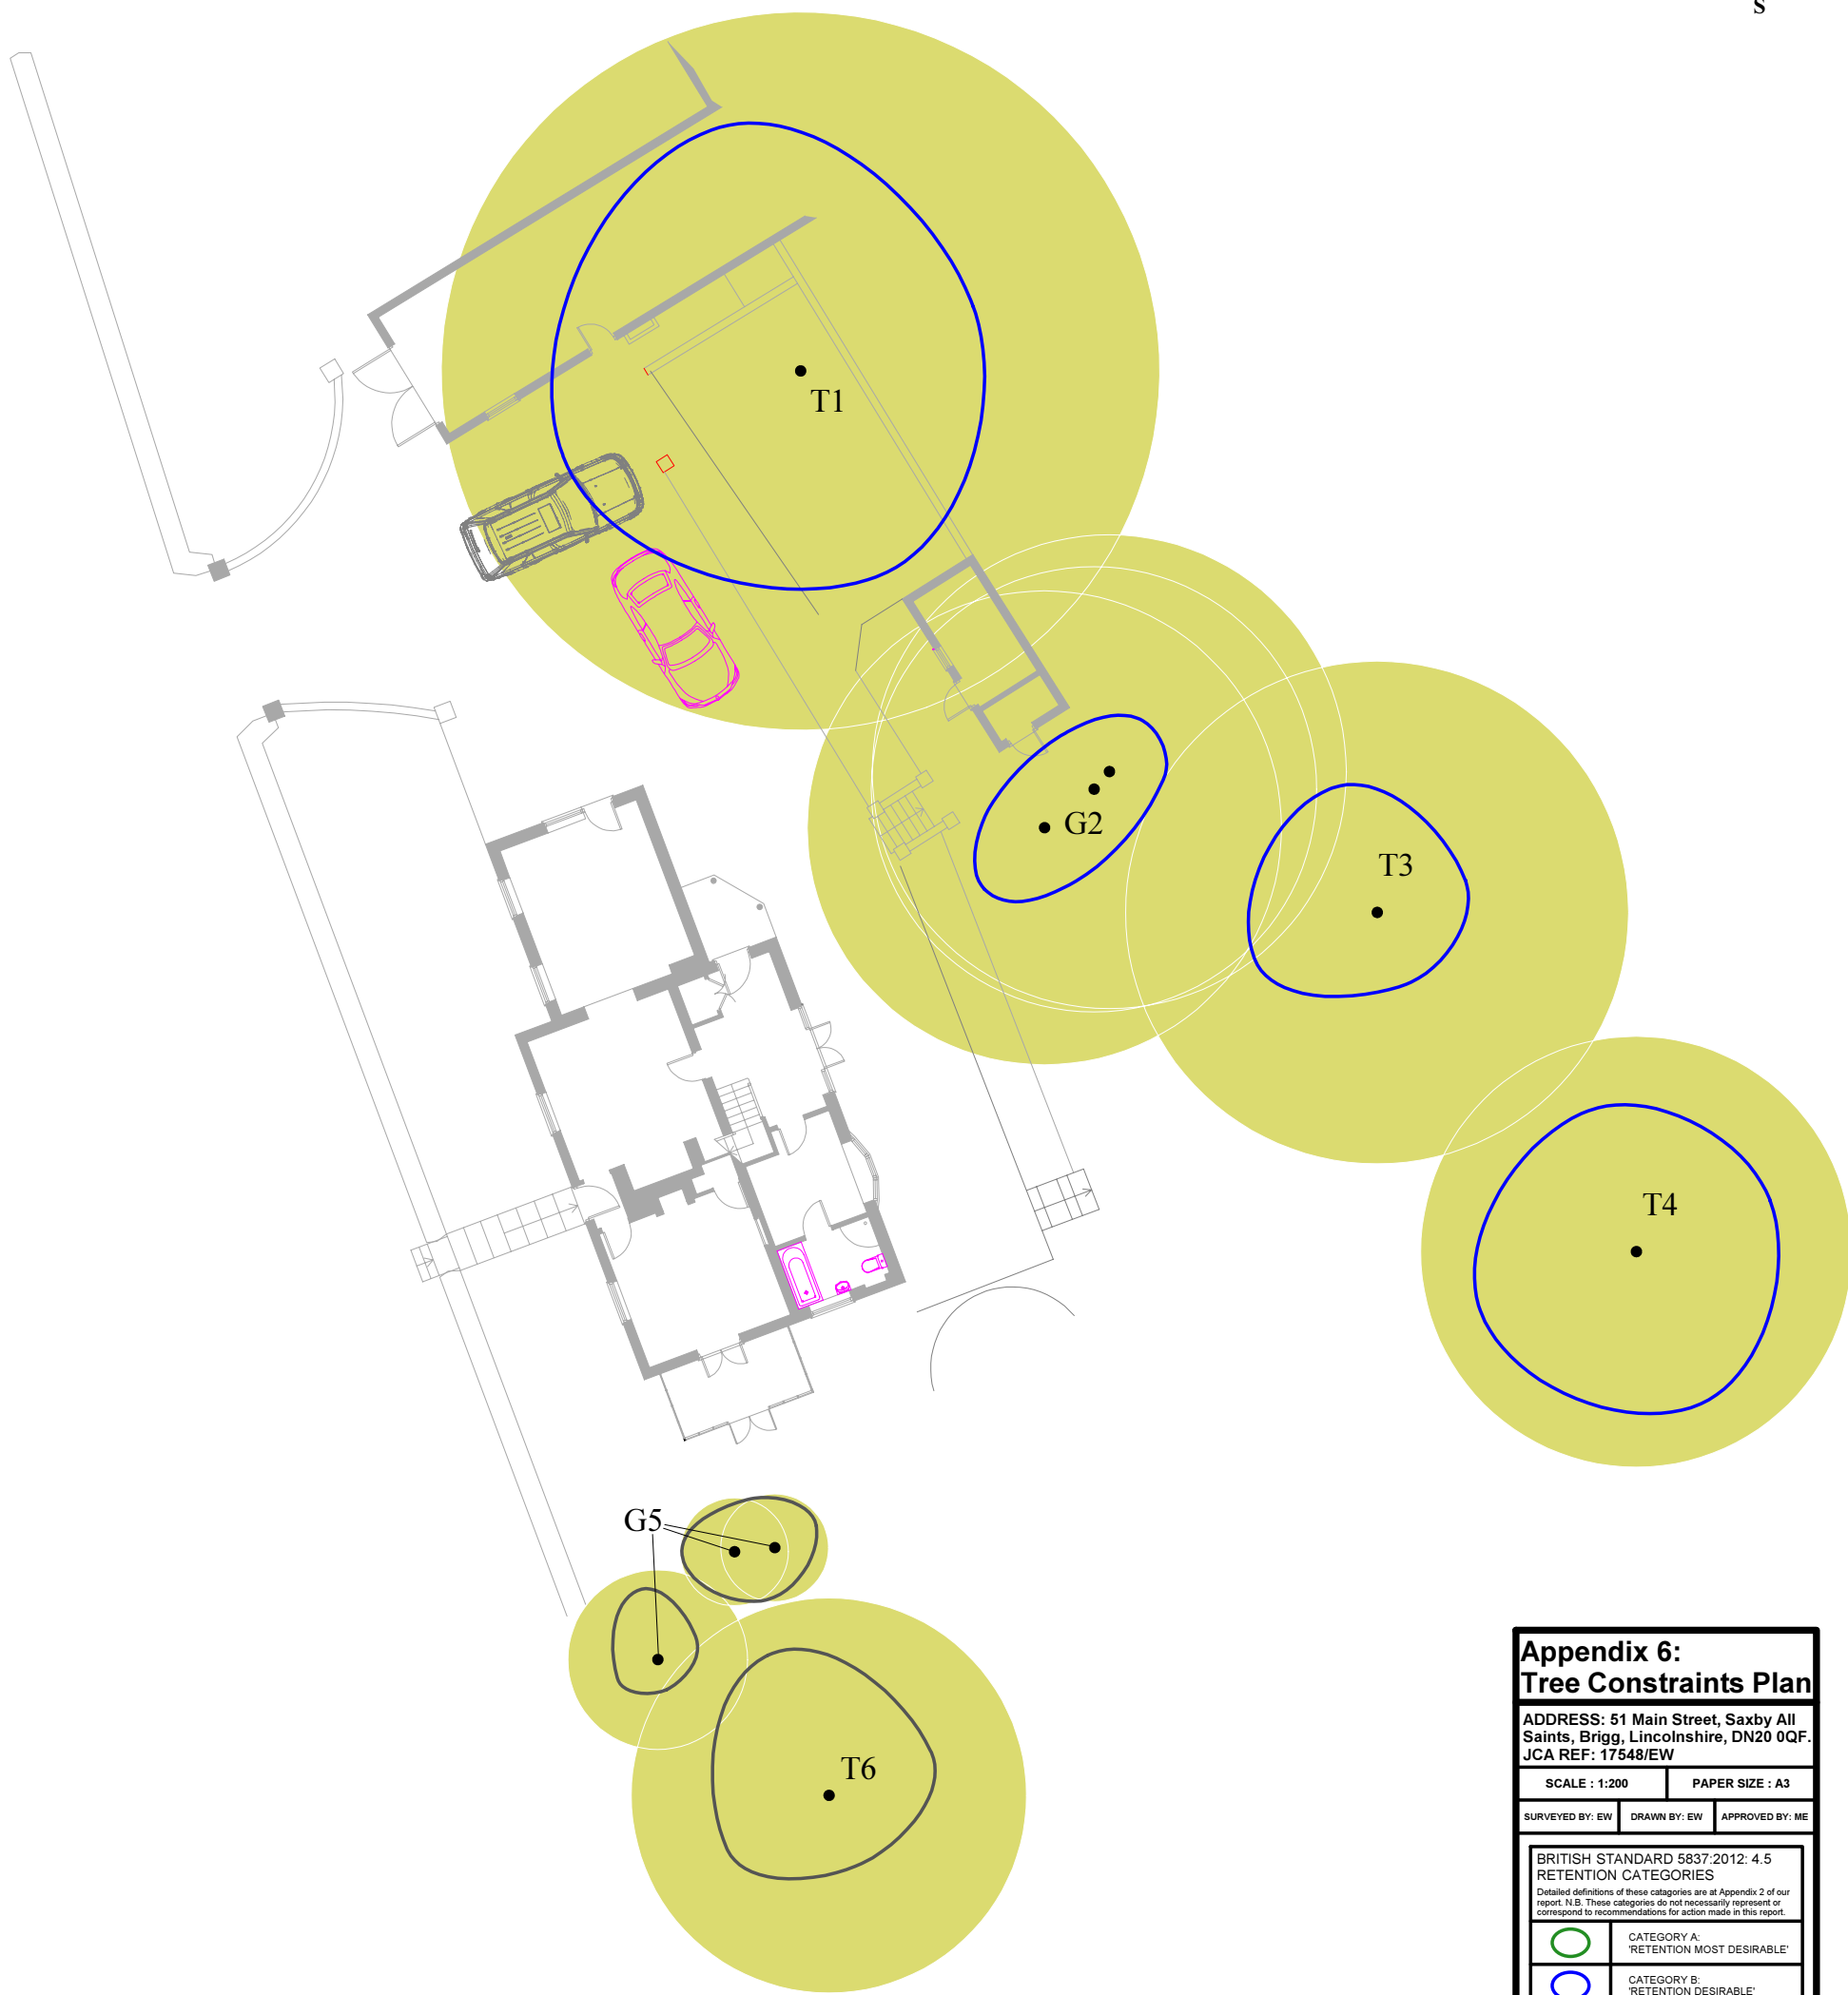 S
T1
G2
T3
T4
G5
T6
Appendix 6:
Tree Constraints Plan
ADDRESS: 51 Main Street, Saxby All
Saints, Brigg, Lincolnshire, DN20 0QF.
JCA REF: 17548/EW
SCALE : 1:200
PAPER SIZE : A3
SURVEYED BY: EW
DRAWN BY: EW
APPROVED BY: ME
BRITISH STANDARD 5837:2012: 4.5
RETENTION CATEGORIES
Detailed definitions of these catagories are at Appendix 2 of our
report. N.B. These categories do not necessarily represent or
correspond to recommendations for action made in this report.
CATEGORY A:
'RETENTION MOST DESIRABLE'
CATEGORY B:
'RETENTION DESIRABLE'